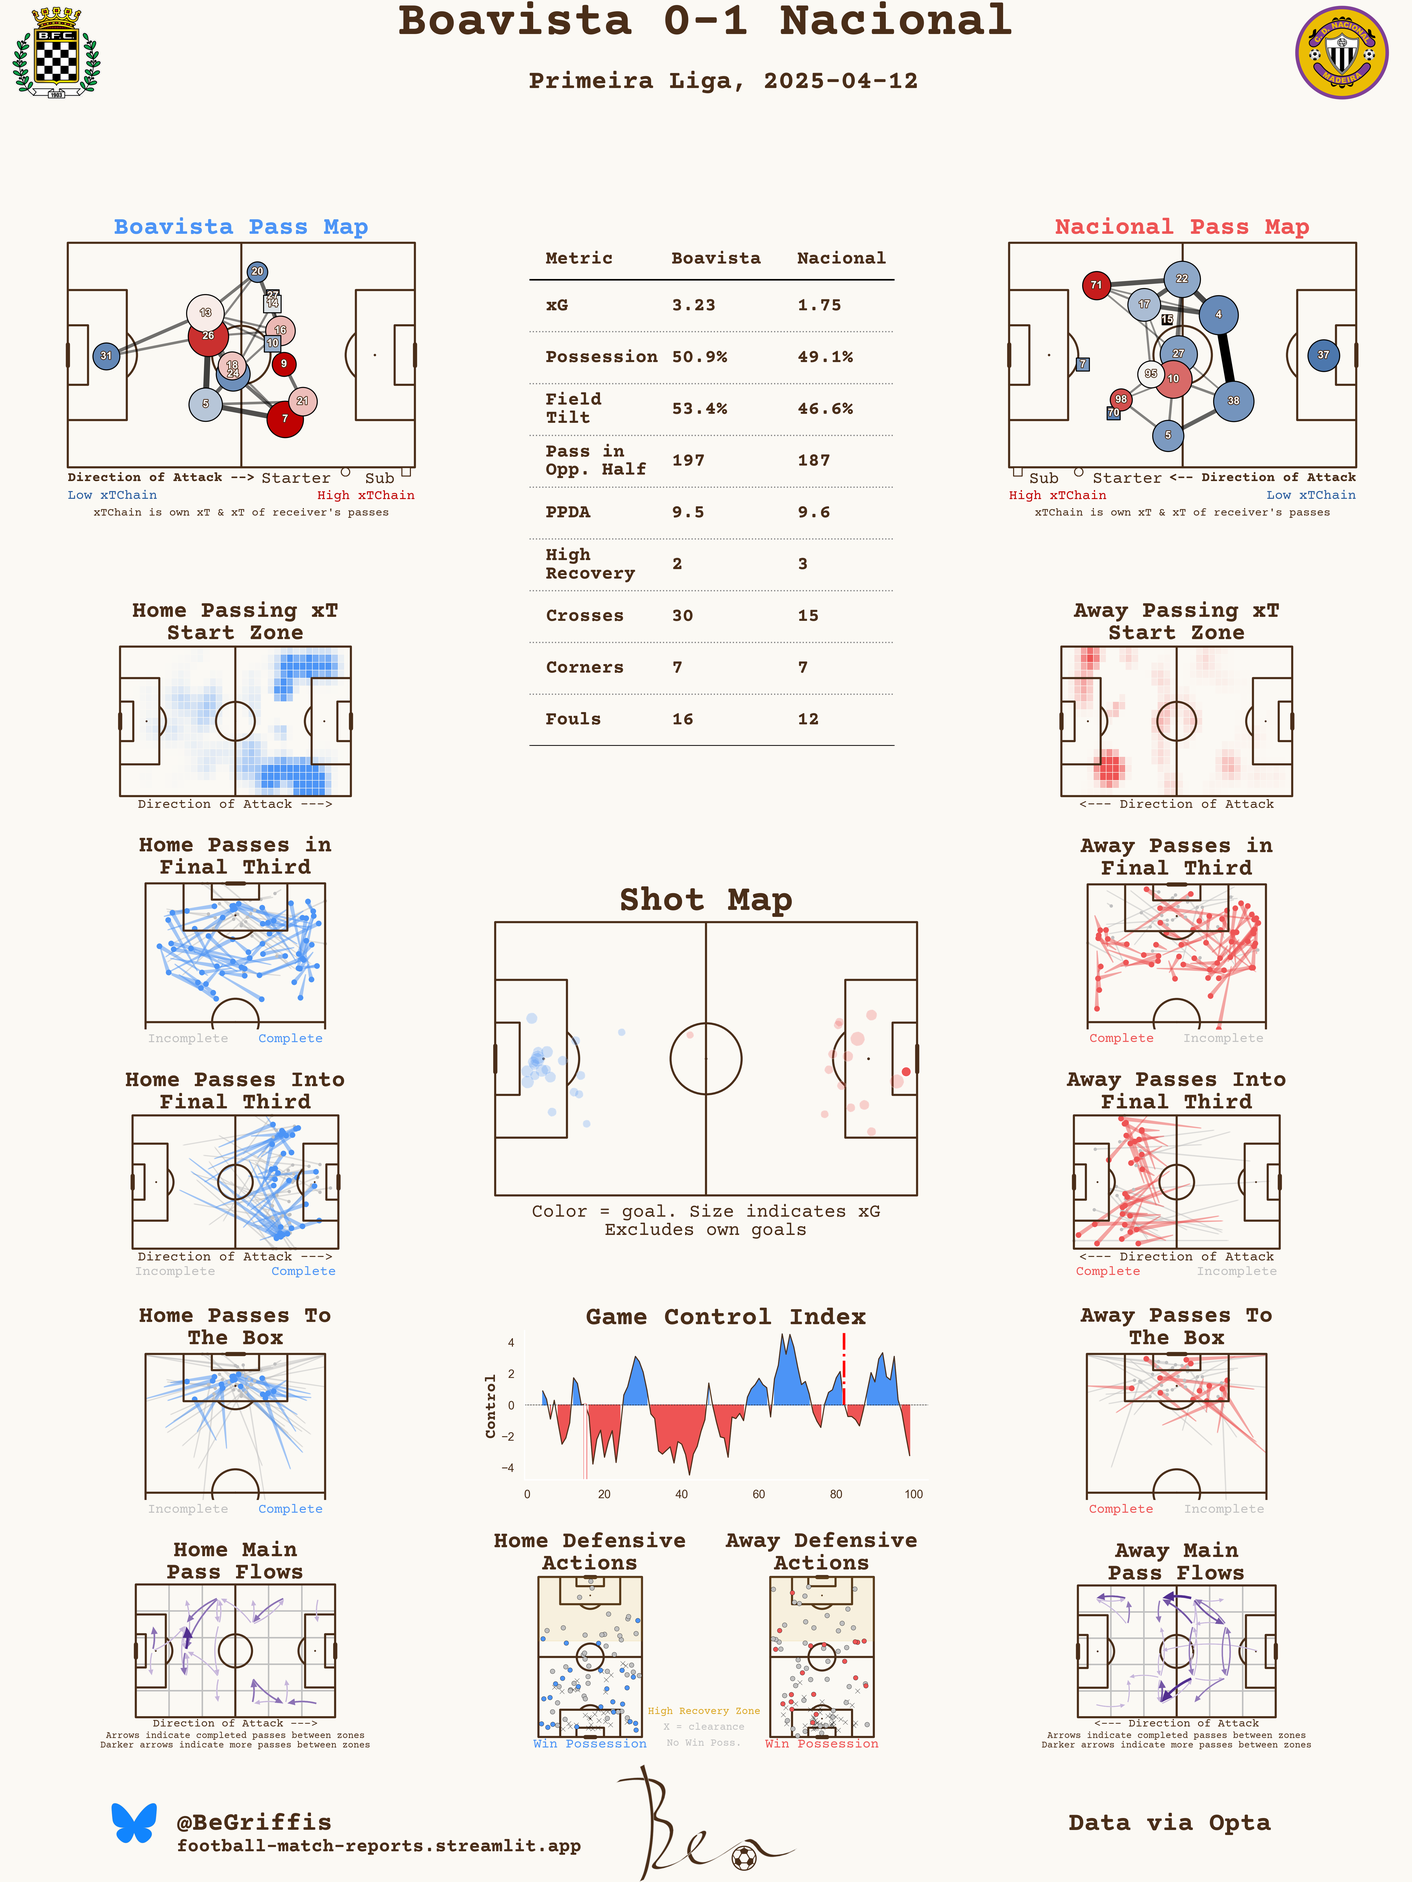 Boavista 0-1 Nacional
Primeira Liga, 2025-04-12
B.F.C.
1903
C.D. NACIONAL
MADEIRA
Boavista Pass Map
20
27
14
13
26
16
10
31
18
24
9
5
21
7
Direction of Attack --> Starter Sub
Low xTChain High xTChain
xTChain is own xT & xT of receiver's passes
Metric Boavista Nacional
xG 3.23 1.75
Possession 50.9% 49.1%
Field
Tilt 53.4% 46.6%
Pass in
Opp. Half 197 187
PPDA 9.5 9.6
High
Recovery 2 3
Crosses 30 15
Corners 7 7
Fouls 16 12
Nacional Pass Map
71
22
17
4
15
7
27
37
95
10
98
70
38
5
Sub Starter <-- Direction of Attack
High xTChain Low xTChain
xTChain is own xT & xT of receiver's passes
Home Passing xT
Start Zone
Direction of Attack --->
Away Passing xT
Start Zone
<--- Direction of Attack
Home Passes in
Final Third
Incomplete Complete
Away Passes in
Final Third
Complete Incomplete
Shot Map
Color = goal. Size indicates xG
Excludes own goals
Home Passes Into
Final Third
Direction of Attack --->
Incomplete Complete
Away Passes Into
Final Third
<--- Direction of Attack
Complete Incomplete
Home Passes To
The Box
Incomplete Complete
Game Control Index
Control
4
2
0
−2
−4
0 20 40 60 80 100
Away Passes To
The Box
Complete Incomplete
Home Main
Pass Flows
Direction of Attack --->
Arrows indicate completed passes between zones
Darker arrows indicate more passes between zones
Home Defensive
Actions
Win Possession
Away Defensive
Actions
Win Possession
High Recovery Zone
X = clearance
No Win Poss.
Away Main
Pass Flows
<--- Direction of Attack
Arrows indicate completed passes between zones
Darker arrows indicate more passes between zones
@BeGriffis
football-match-reports.streamlit.app
Ben
Data via Opta